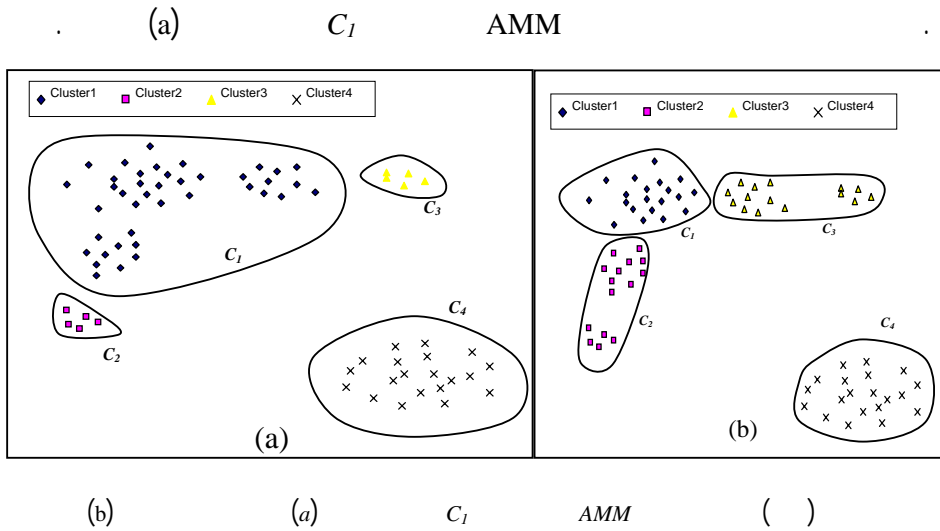 . (a) C1 AMM .
Cluster1 Cluster2 Cluster3 Cluster4
C3
C1
C2
C4
(a)
Cluster1 Cluster2 Cluster3 Cluster4
C1
C3
C2
C4
(b)
(b) (a) C1 AMM ( )